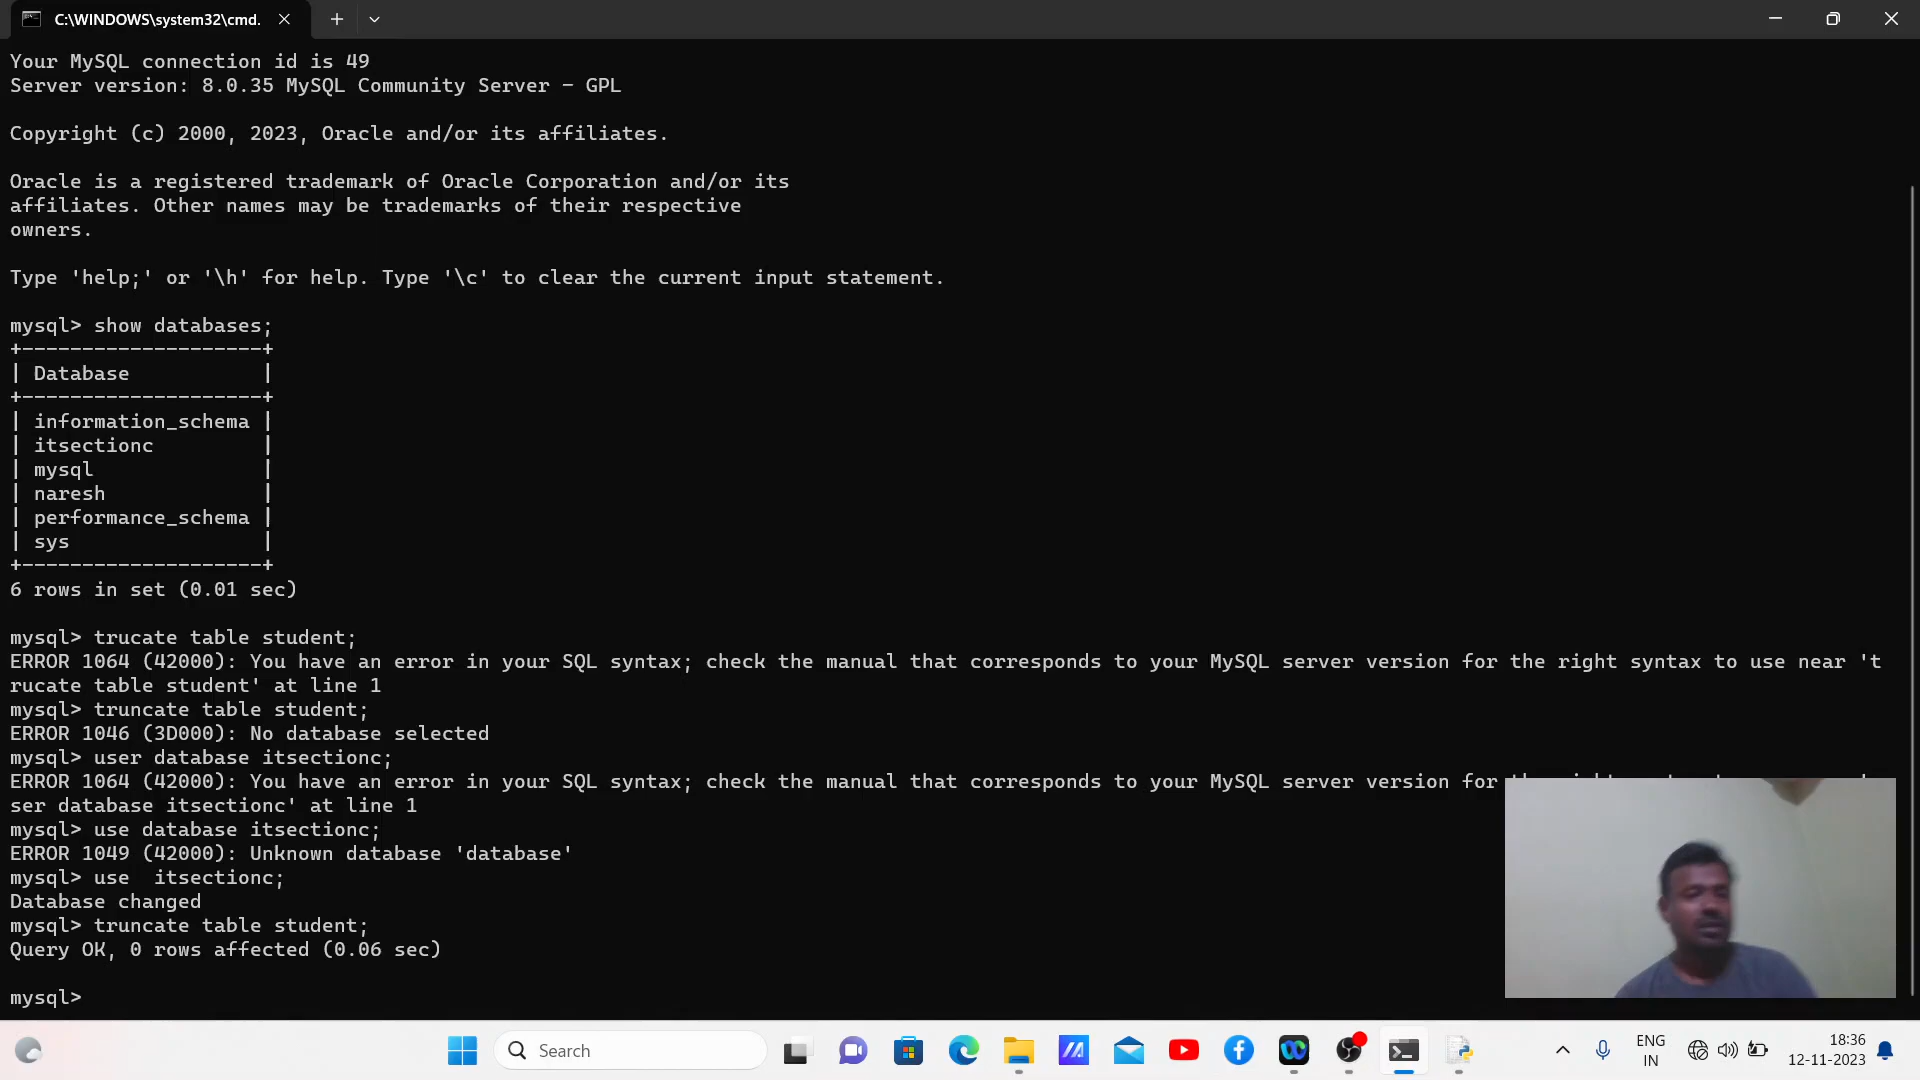 C:\WINDOWS\system32\cmd.
Your MySQL connection id is 49
Server version: 8.0.35 MySQL Community Server - GPL
Copyright (c) 2000, 2023, Oracle and/or its affiliates.
Oracle is a registered trademark of Oracle Corporation and/or its
affiliates. Other names may be trademarks of their respective
owners.
Type 'help;' or '\h' for help. Type '\c' to clear the current input statement.
mysql> show databases;
+--------------------+
| Database           |
+--------------------+
| information_schema |
| itsectionc         |
| mysql              |
| naresh             |
| performance_schema |
| sys                |
+--------------------+
6 rows in set (0.01 sec)
mysql> trucate table student;
ERROR 1064 (42000): You have an error in your SQL syntax; check the manual that corresponds to your MySQL server version for the right syntax to use near 't
rucate table student' at line 1
mysql> truncate table student;
ERROR 1046 (3D000): No database selected
mysql> user database itsectionc;
ERROR 1064 (42000): You have an error in your SQL syntax; check the manual that corresponds to your MySQL server version for
ser database itsectionc' at line 1
mysql> use database itsectionc;
ERROR 1049 (42000): Unknown database 'database'
mysql> use  itsectionc;
Database changed
mysql> truncate table student;
Query OK, 0 rows affected (0.06 sec)
mysql>
Search
ENG
IN
18:36
12-11-2023